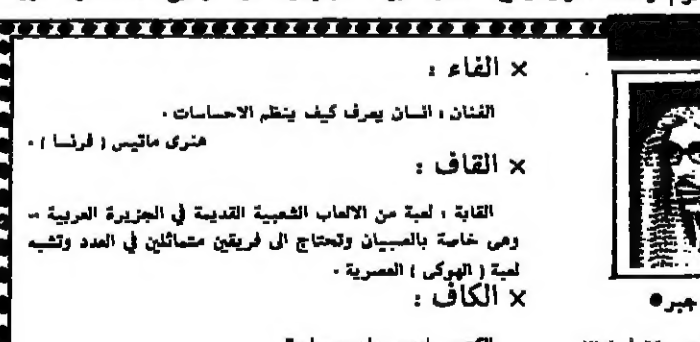 × الفاء :
الفنان : انسان يعرف كيف ينظم الاحساسات .
هنرى ماتيس ( فرنسا ) .
× القاف :
القابة : لعبة من الالعاب الشعبية القديمة في الجزيرة العربية ..
وهى خاصة بالصبيان وتحتاج الى فريقين متماثلين في العدد وتشبه
لعبة ( الهوكى ) العصرية .
× الكاف :
جبر